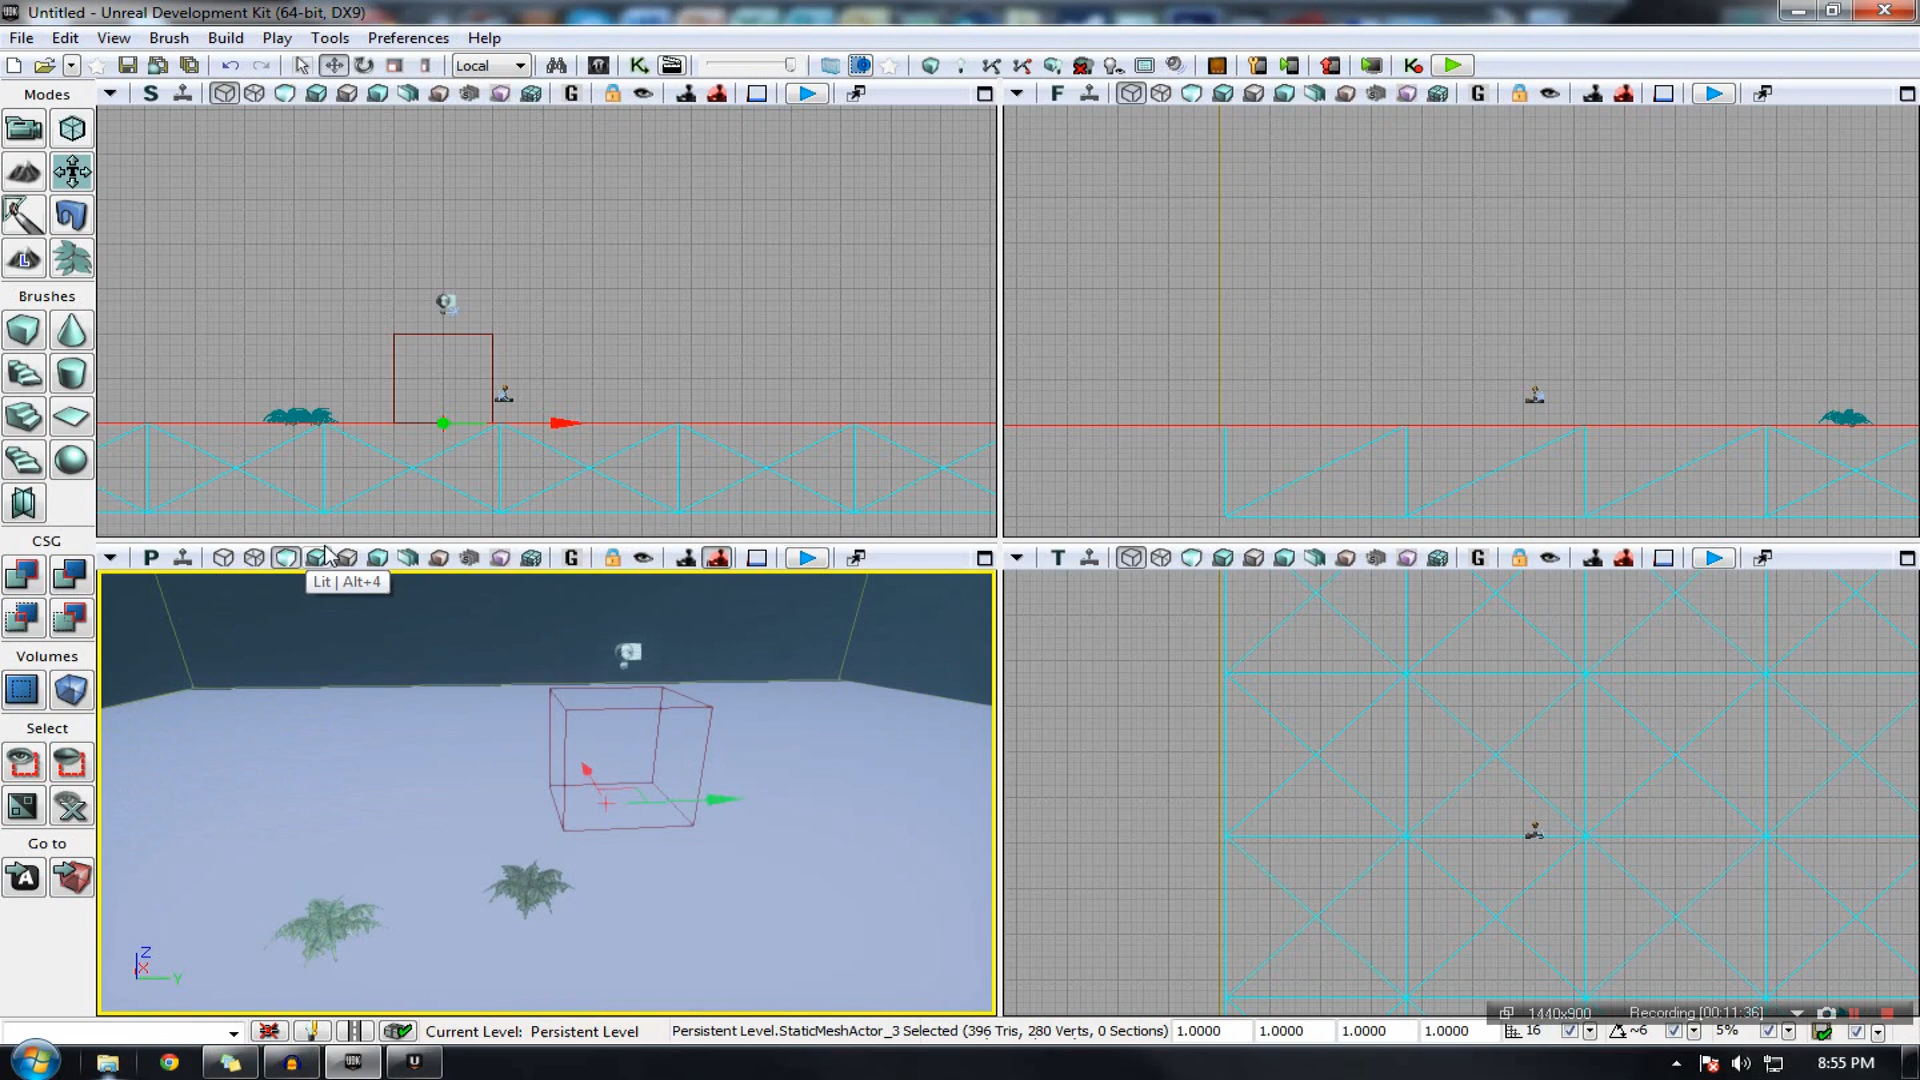 Untitled - Unreal Development Kit (64-bit, DX9)
File Edit View Brush Build Play Tools Preferences Help
Local
Modes
S G
F G
L
Brushes
CSG
P G
T G
Lit | Alt+4
Volumes
Select
Go to
A
Z
X
Y
1440x900 Recording [00:11:36]
Current Level: Persistent Level Persistent Level.StaticMeshActor_3 Selected (396 Tris, 280 Verts, 0 Sections) 1.0000 1.0000 1.0000 1.0000 16 ~6 5%
UDK
8:55 PM